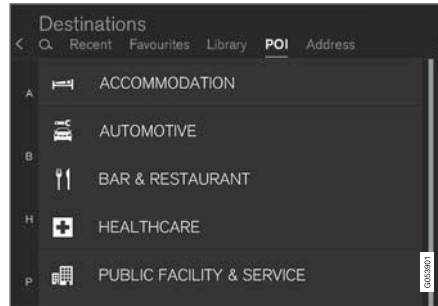 Destinations
Recent Favourites Library POI Address
A
ACCOMMODATION
AUTOMOTIVE
B
BAR & RESTAURANT
H
HEALTHCARE
P
PUBLIC FACILITY & SERVICE
G053901